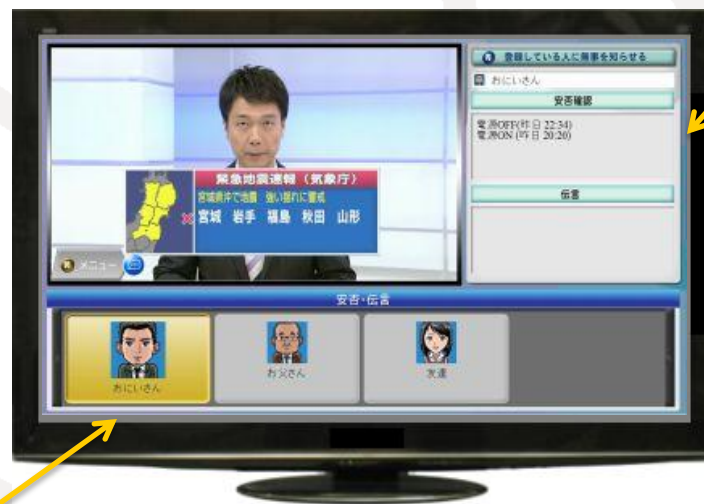 登録している人に無事を知らせる
おにいさん
安否確認
電源OFF(昨日 22:34)
電源ON (昨日 20:26)
伝言
緊急地震速報（気象庁）
宮城県沖で地震 強い揺れに警戒
宮城 岩手 福島 秋田 山形
メニュー
安否・伝言
おにいさん
お父さん
友達